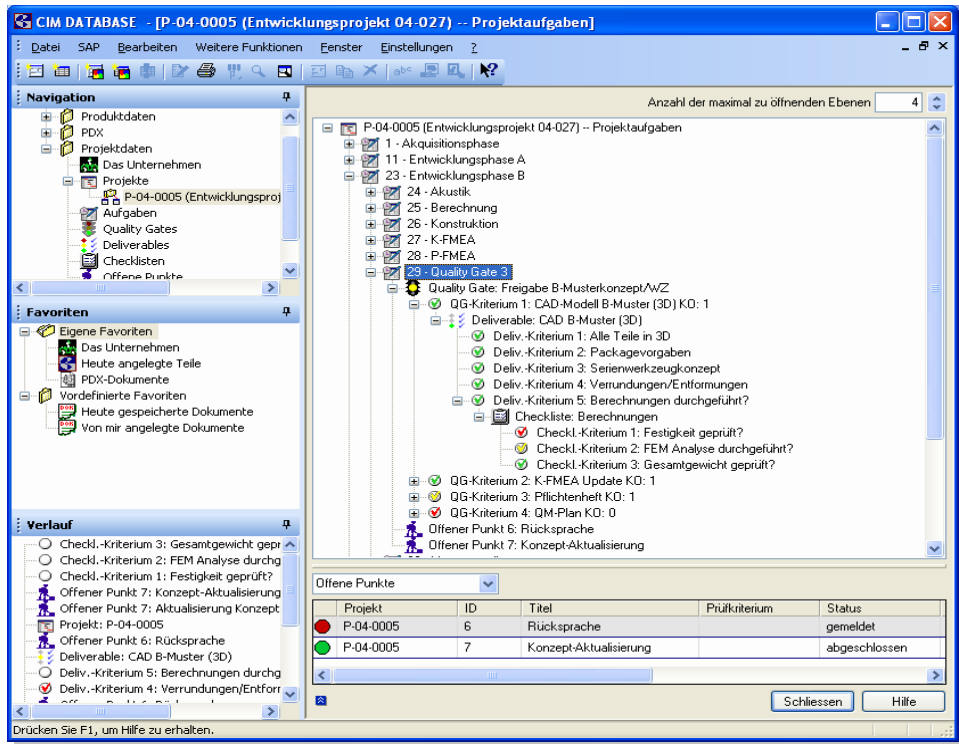 CIM DATABASE - [P-04-0005 (Entwicklungsprojekt 04-027) -- Projektaufgaben]
Datei SAP Bearbeiten Weitere Funktionen Fenster Einstellungen ?
Navigation
Produktdaten
PDX
Projektdaten
Das Unternehmen
Projekte
P-04-0005 (Entwicklungsproj
Aufgaben
Quality Gates
Deliverables
Checklisten
Offene Punkte
Favoriten
Eigene Favoriten
Das Unternehmen
Heute angelegte Teile
PDX-Dokumente
Vordefinierte Favoriten
Heute gespeicherte Dokumente
Von mir angelegte Dokumente
Verlauf
Checkl.-Kriterium 3: Gesamtgewicht gepr
Checkl.-Kriterium 2: FEM Analyse durchg
Checkl.-Kriterium 1: Festigkeit geprüft?
Offener Punkt 7: Konzept-Aktualisierung
Offener Punkt 7: Aktualisierung Konzept
Projekt: P-04-0005
Offener Punkt 6: Rücksprache
Deliverable: CAD B-Muster (3D)
Deliv.-Kriterium 5: Berechnungen durchg
Deliv.-Kriterium 4: Verrundungen/Entforr
Anzahl der maximal zu öffnenden Ebenen 4
P-04-0005 (Entwicklungsprojekt 04-027) -- Projektaufgaben
1 - Akquisitionsphase
11 - Entwicklungsphase A
23 - Entwicklungsphase B
24 - Akustik
25 - Berechnung
26 - Konstruktion
27 - K-FMEA
28 - P-FMEA
29 - Quality Gate 3
Quality Gate: Freigabe B-Musterkonzept/WZ
QG-Kriterium 1: CAD-Modell B-Muster (3D) KO: 1
Deliverable: CAD B-Muster (3D)
Deliv.-Kriterium 1: Alle Teile in 3D
Deliv.-Kriterium 2: Packagevorgaben
Deliv.-Kriterium 3: Serienwerkzeugkonzept
Deliv.-Kriterium 4: Verrundungen/Entformungen
Deliv.-Kriterium 5: Berechnungen durchgeführt?
Checkliste: Berechnungen
Checkl.-Kriterium 1: Festigkeit geprüft?
Checkl.-Kriterium 2: FEM Analyse durchgeführt?
Checkl.-Kriterium 3: Gesamtgewicht geprüft?
QG-Kriterium 2: K-FMEA Update KO: 1
QG-Kriterium 3: Pflichtenheft KO: 1
QG-Kriterium 4: QM-Plan KO: 0
Offener Punkt 6: Rücksprache
Offener Punkt 7: Konzept-Aktualisierung
Offene Punkte
Projekt ID Titel Prüfkriterium Status
P-04-0005 6 Rücksprache gemeldet
P-04-0005 7 Konzept-Aktualisierung abgeschlossen
Schliessen Hilfe
Drücken Sie F1, um Hilfe zu erhalten.